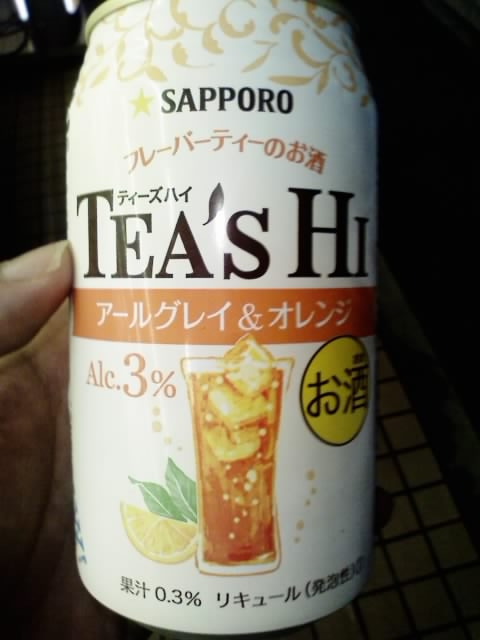 SAPPORO
フレーバーティーのお酒
ティーズハイ
TEA'S HI
アールグレイ&オレンジ
Alc.3%
お酒
果汁0.3% リキュール(発泡性)